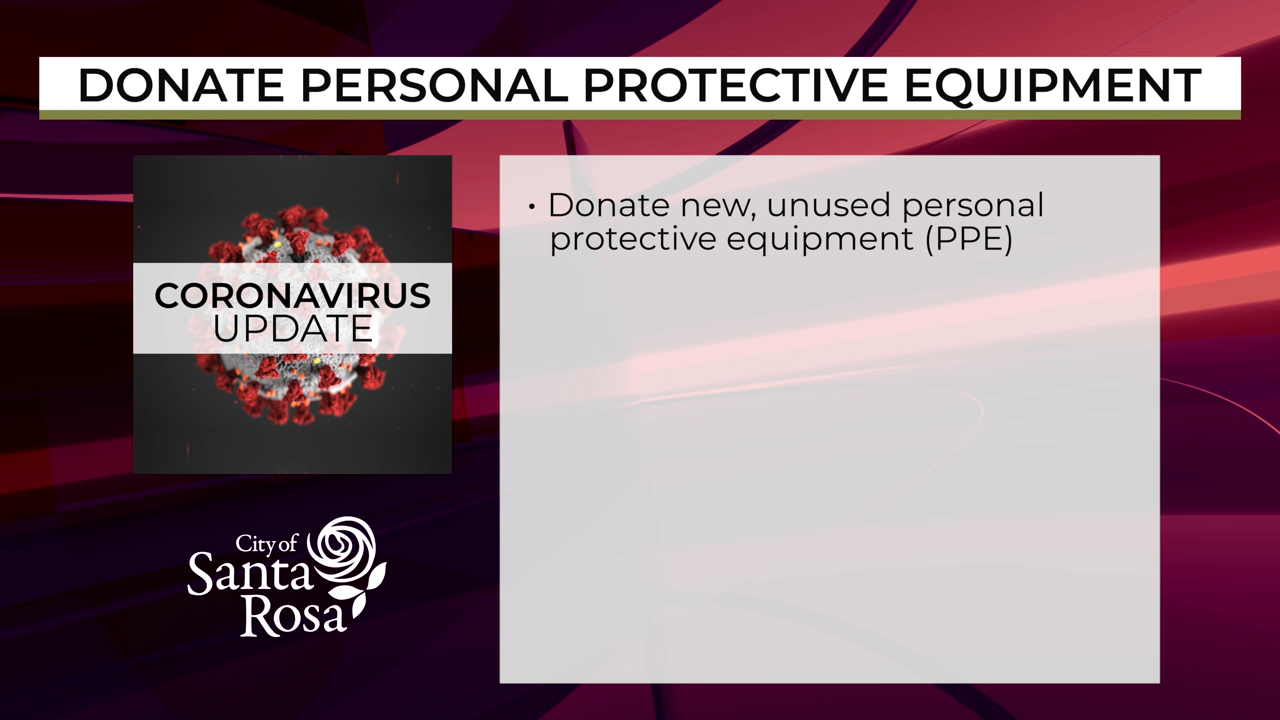 DONATE PERSONAL PROTECTIVE EQUIPMENT
CORONAVIRUS
UPDATE
• Donate new, unused personal
protective equipment (PPE)
City of
Santa
Rosa